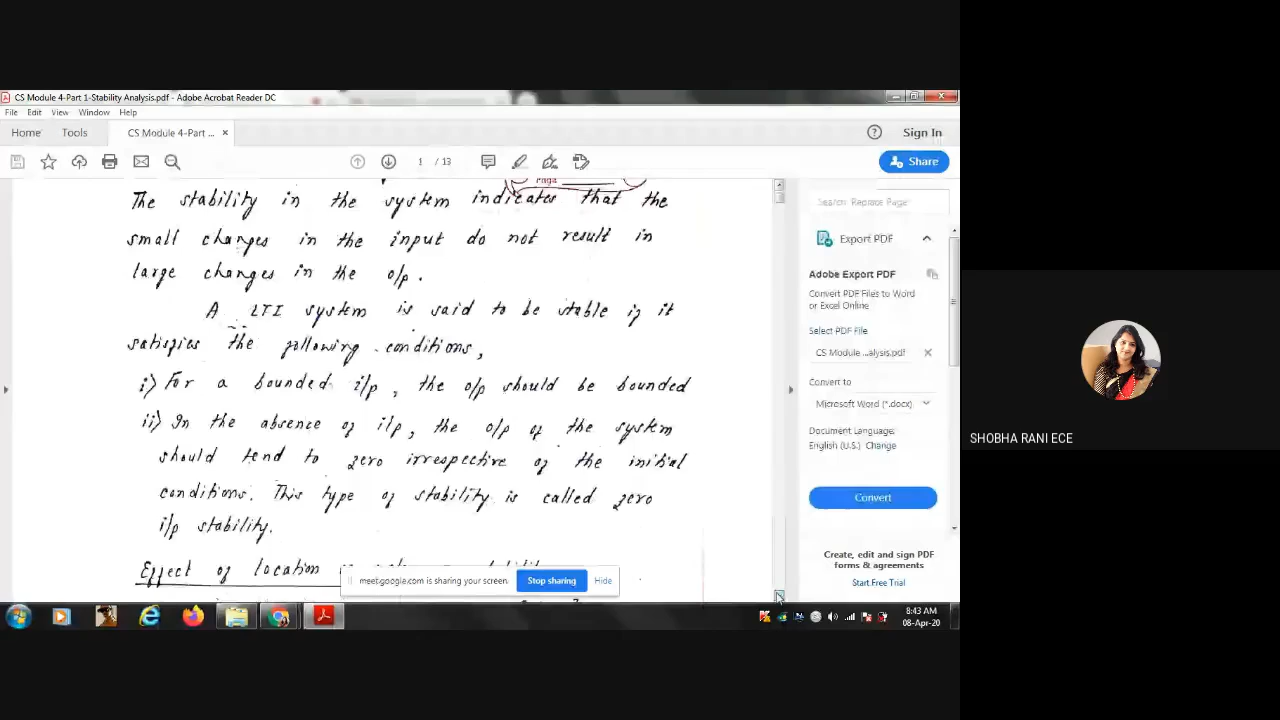 CS Module 4-Part 1-Stability Analysis.pdf - Adobe Acrobat Reader DC
File Edit View Window Help
Home Tools CS Module 4-Part ... × Sign In
1 / 13 Share
Page
The stability in the system indicates that the
small changes in the input do not result in
large changes in the o/p.
A LTI system is said to be stable if it
satisfies the following conditions,
i) For a bounded i/p, the o/p should be bounded
ii) In the absence of i/p, the o/p of the system
should tend to zero irrespective of the initial
conditions. This type of stability is called zero
i/p stability.
Effect of location
meet.google.com is sharing your screen. Stop sharing Hide
Search 'Replace Page'
Export PDF
Adobe Export PDF
Convert PDF Files to Word
or Excel Online
Select PDF File
CS Module ...alysis.pdf ×
Convert to
Microsoft Word (*.docx)
Document Language:
English (U.S.) Change
Convert
Create, edit and sign PDF
forms & agreements
Start Free Trial
8:43 AM
08-Apr-20
SHOBHA RANI ECE